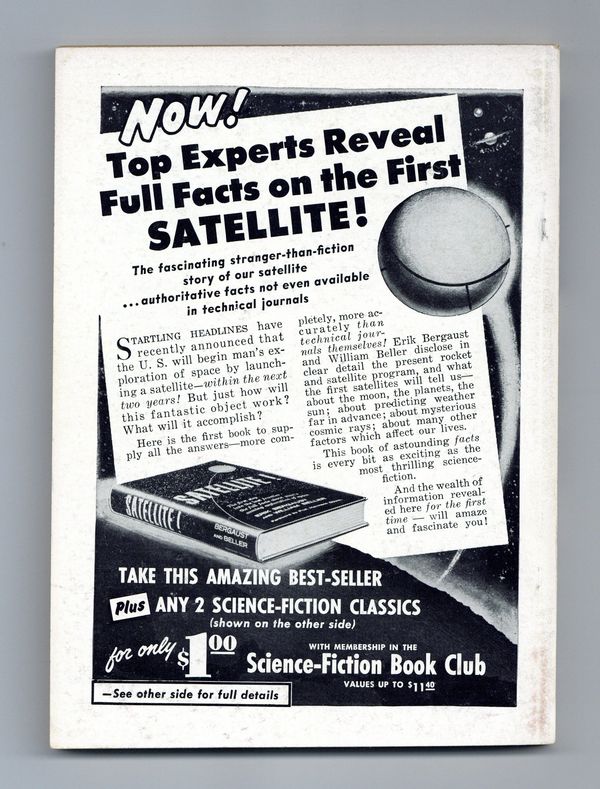 Now!
Top Experts Reveal
Full Facts on the First
SATELLITE!
The fascinating stranger-than-fiction
story of our satellite
...authoritative facts not even available
in technical journals
STARTLING HEADLINES have
recently announced that
the U. S. will begin man's ex-
ploration of space by launch-
ing a satellite—within the next
two years! But just how will
this fantastic object work?
What will it accomplish?
Here is the first book to sup-
ply all the answers—more com-
pletely, more ac-
curately than
technical jour-
nals themselves! Erik Bergaust
and William Beller disclose in
clear detail the present rocket
and satellite program, and what
the first satellites will tell us—
about the moon, the planets, the
sun; about predicting weather
far in advance; about mysterious
cosmic rays; about many other
factors which affect our lives.
This book of astounding facts
is every bit as exciting as the
most thrilling science-
fiction.
And the wealth of
information reveal-
ed here for the first
time — will amaze
and fascinate you!
SATELLITE!
SATELLITE!
BERGAUST
AND BELLER
TAKE THIS AMAZING BEST-SELLER
Plus ANY 2 SCIENCE-FICTION CLASSICS
(shown on the other side)
for only $1.00
WITH MEMBERSHIP IN THE
Science-Fiction Book Club
VALUES UP TO $11.40
—See other side for full details